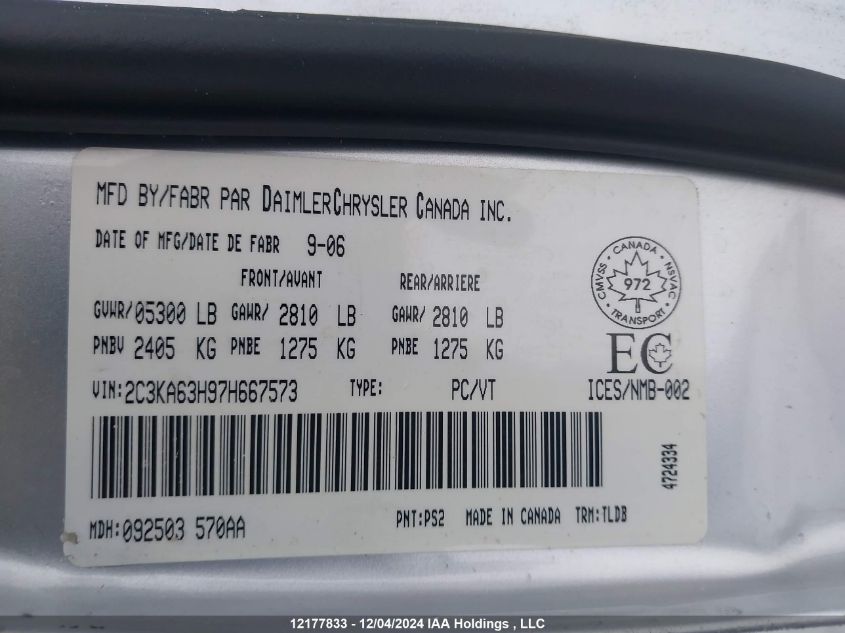 MFD BY/FABR PAR DAIMLERCHRYSLER CANADA INC.
DATE OF MFG/DATE DE FABR 9-06
FRONT/AVANT REAR/ARRIERE
GVWR/05300 LB GAWR/ 2810 LB GAWR/ 2810 LB
PNBV 2405 KG PNBE 1275 KG PNBE 1275 KG
CANADA
CMVSS 972 NSVAC
TRANSPORT
EC
VIN:2C3KA63H97H667573 TYPE: PC/VT ICES/NMB-002
4724334
MDH:092503 570AA PNT:PS2 MADE IN CANADA TRM:TLDB
12177833 - 12/04/2024 IAA Holdings , LLC